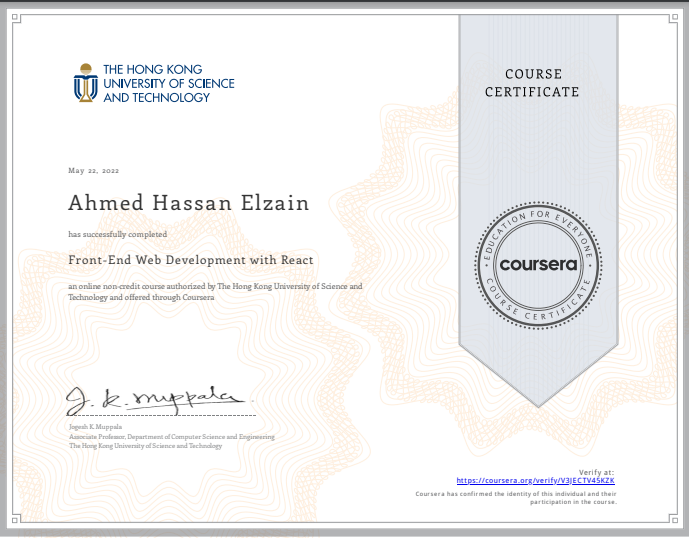 THE HONG KONG
UNIVERSITY OF SCIENCE
AND TECHNOLOGY
COURSE
CERTIFICATE
May 22, 2022
Ahmed Hassan Elzain
has successfully completed
Front-End Web Development with React
an online non-credit course authorized by The Hong Kong University of Science and
Technology and offered through Coursera
EDUCATION FOR EVERYONE
coursera
COURSE CERTIFICATE
J. K. Muppala
Jogesh K.Muppala
Associate Professor, Department of Computer Science and Engineering
The Hong Kong University of Science and Technology
Verify at:
https://coursera.org/verify/V3JECTV45KZK
Coursera has confirmed the identity of this individual and their
participation in the course.